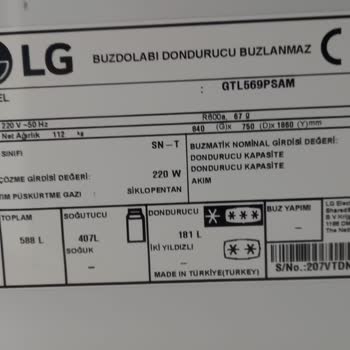 LG BUZDOLABI DONDURUCU BUZLANMAZ C
EL : GTL569PSAM
220 V ~50 Hz R600a, 67 g
Net Ağırlık 112 kg 840 (G)x 750 (D)x 1860 (Y)mm
SINIFI SN-T BUZMATİK NOMİNAL GİRDİSİ DEĞERİ:
DONDURUCU KAPASİTE
ÇÖZME GİRDİSİ DEĞERİ: 220 W DONDURUCU KAPASİTE
TIM PÜSKÜRTME GAZI : SİKLOPENTAN AKIM
TOPLAM SOĞUTUCU DONDURUCU BUZ YAPIMI LG Elec
588 L 407L 181 L –
SOĞUK İKİ YILDIZLI
– –
MADE IN TÜRKİYE(TURKEY)
S/No.:207VTDN